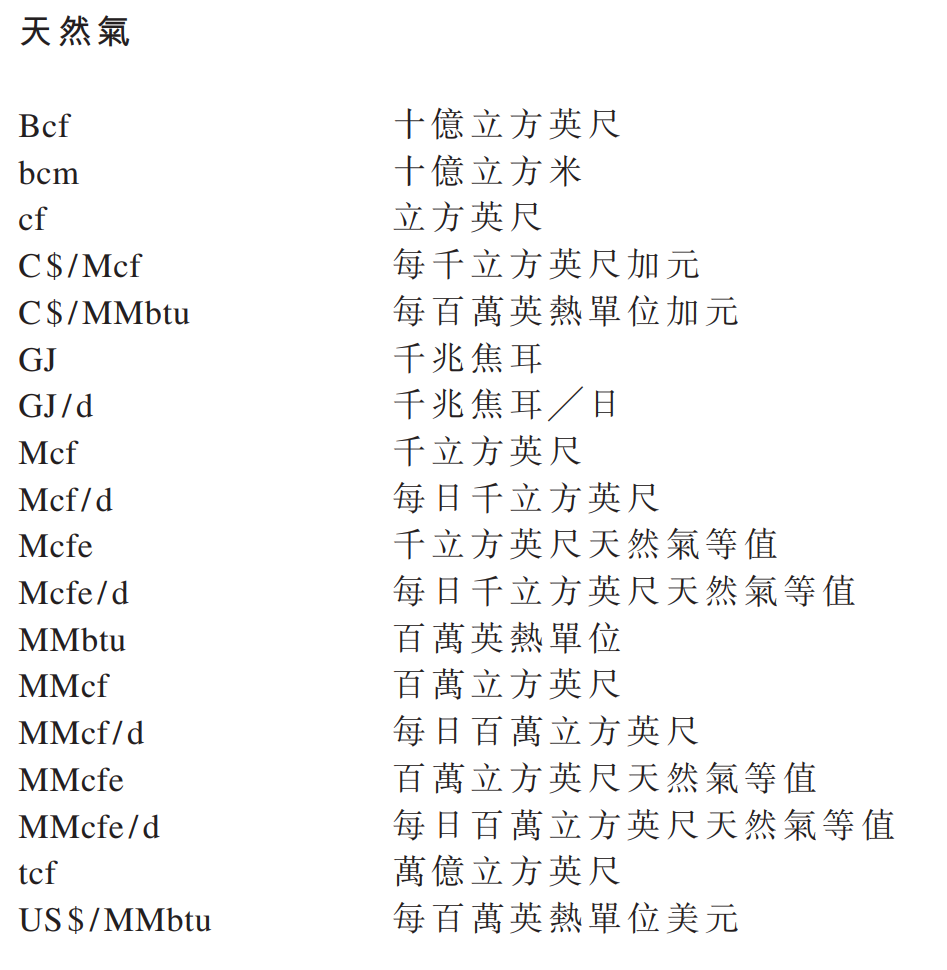 天然氣
Bcf 十億立方英尺
bcm 十億立方米
cf 立方英尺
C$/Mcf 每千立方英尺加元
C$/MMbtu 每百萬英熱單位加元
GJ 千兆焦耳
GJ/d 千兆焦耳／日
Mcf 千立方英尺
Mcf/d 每日千立方英尺
Mcfe 千立方英尺天然氣等值
Mcfe/d 每日千立方英尺天然氣等值
MMbtu 百萬英熱單位
MMcf 百萬立方英尺
MMcf/d 每日百萬立方英尺
MMcfe 百萬立方英尺天然氣等值
MMcfe/d 每日百萬立方英尺天然氣等值
tcf 萬億立方英尺
US$/MMbtu 每百萬英熱單位美元